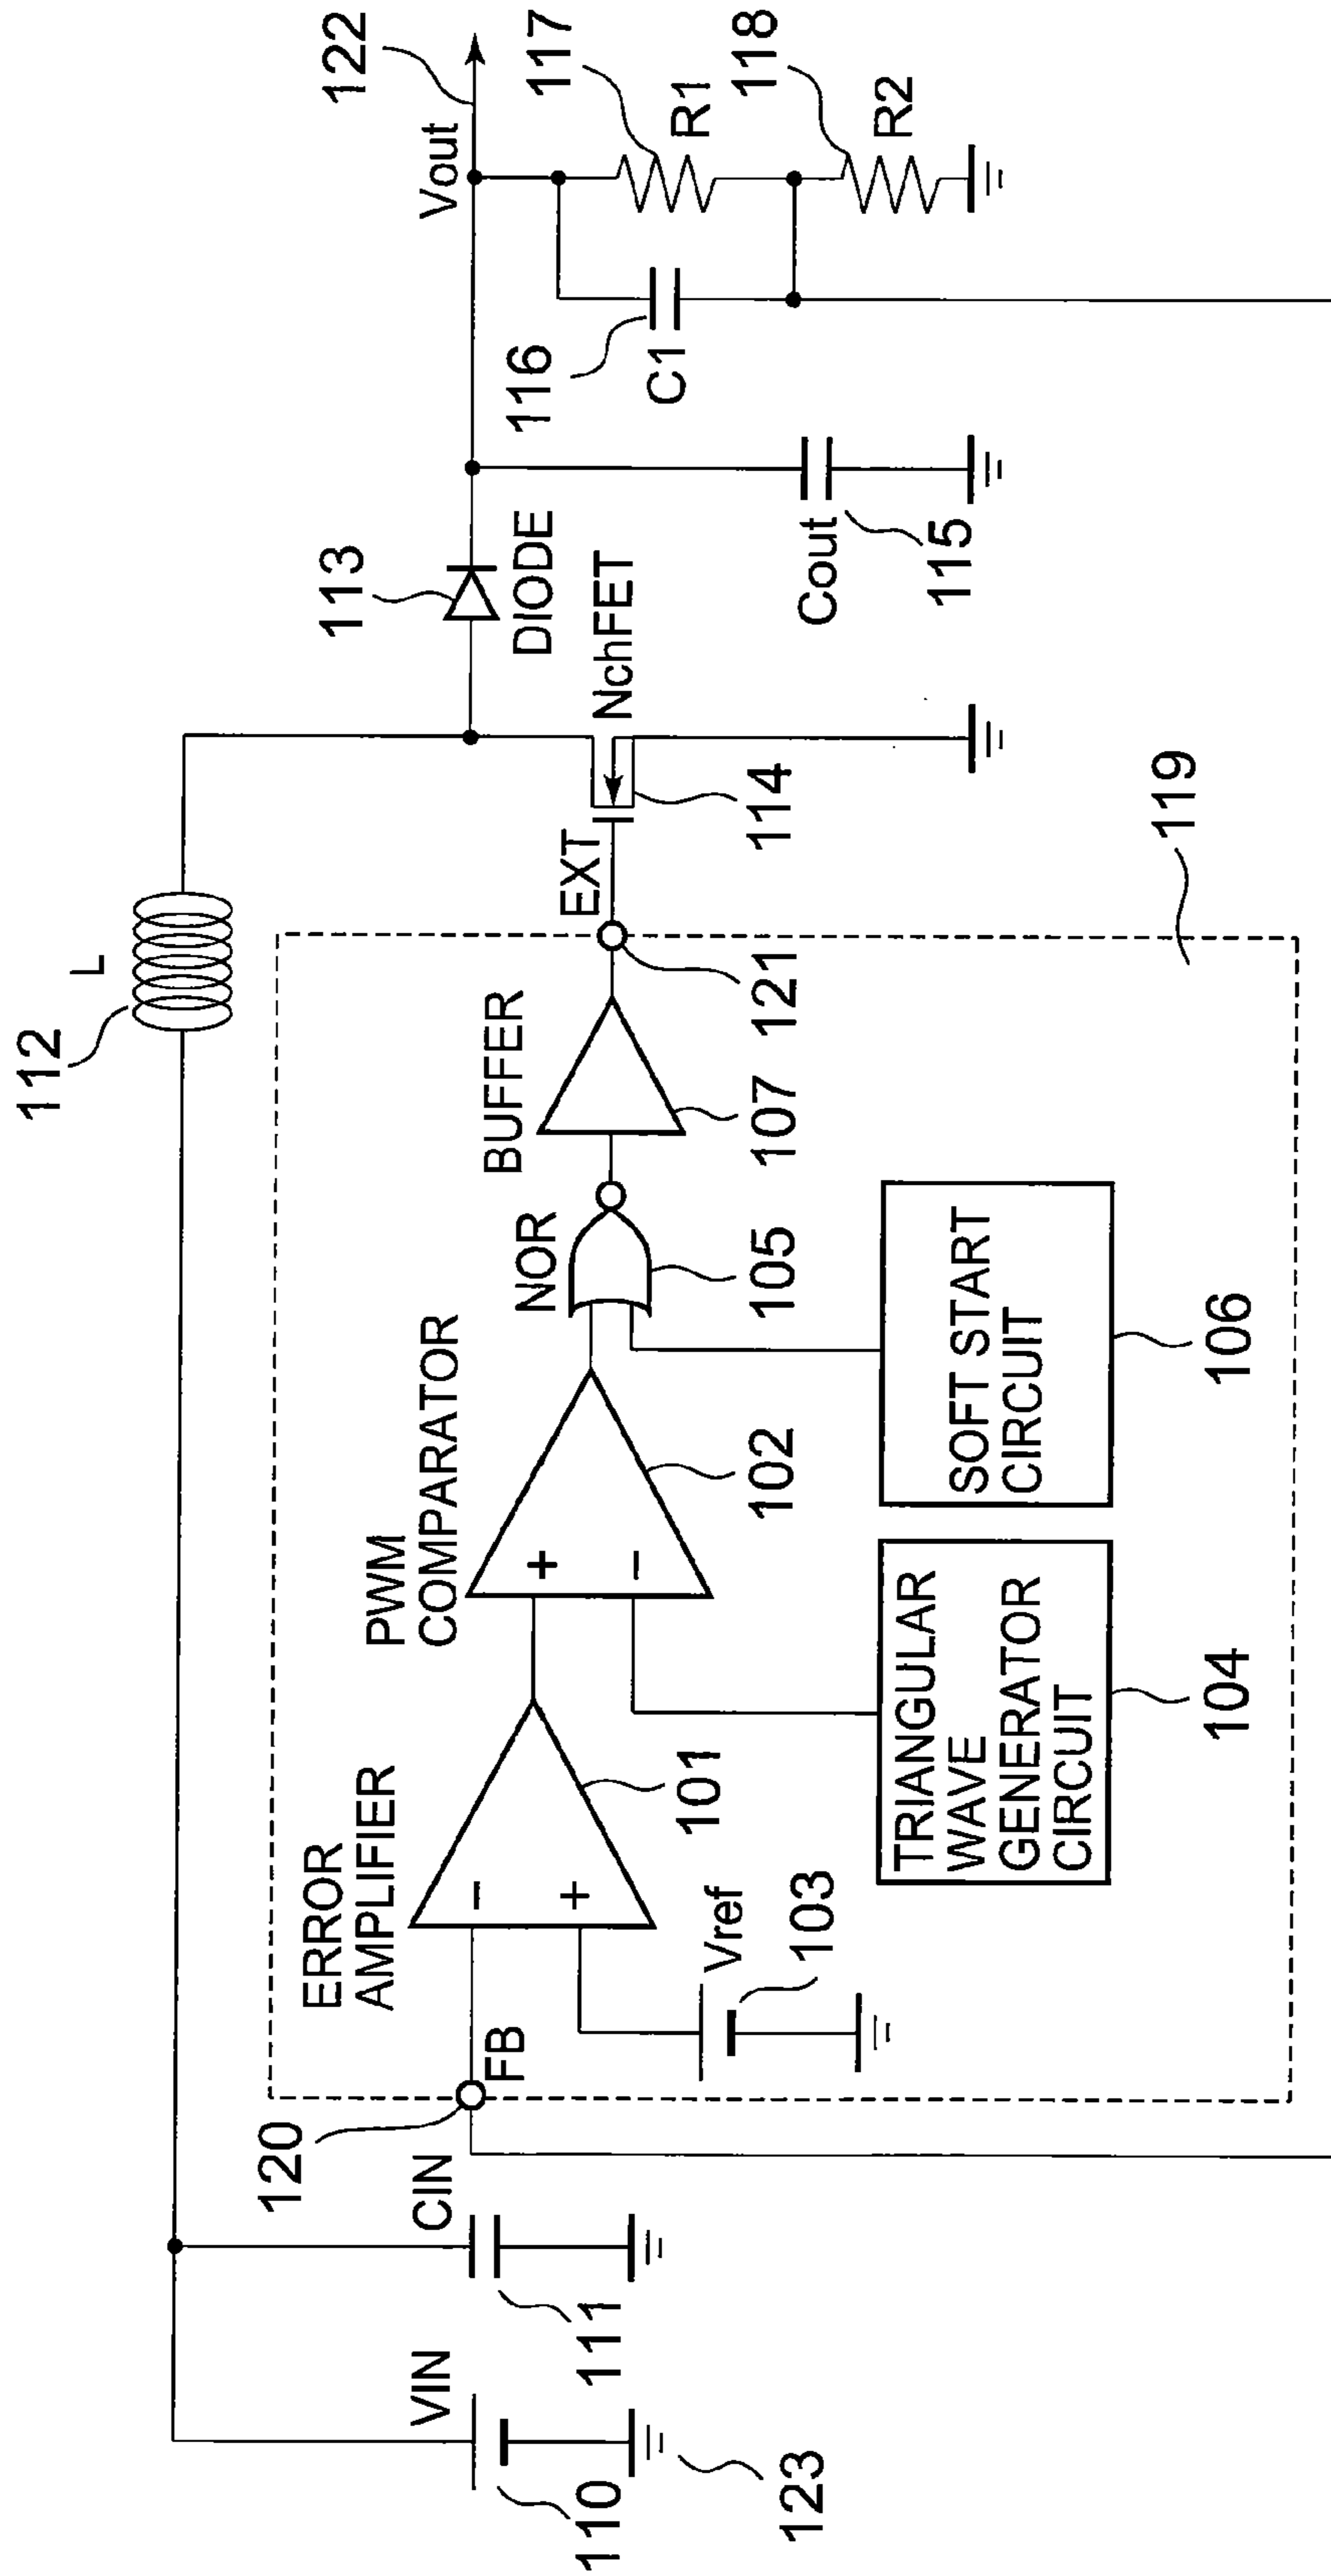 112
L
113
DIODE
Vout
122
117
R1
118
R2
116
C1
Cout
115
NchFET
114
EXT
121
BUFFER
107
NOR
105
PWM
COMPARATOR
+
−
102
ERROR
AMPLIFIER
−
+
101
Vref
103
FB
120
CIN
111
VIN
110
123
TRIANGULAR
WAVE
GENERATOR
CIRCUIT
104
SOFT START
CIRCUIT
106
119